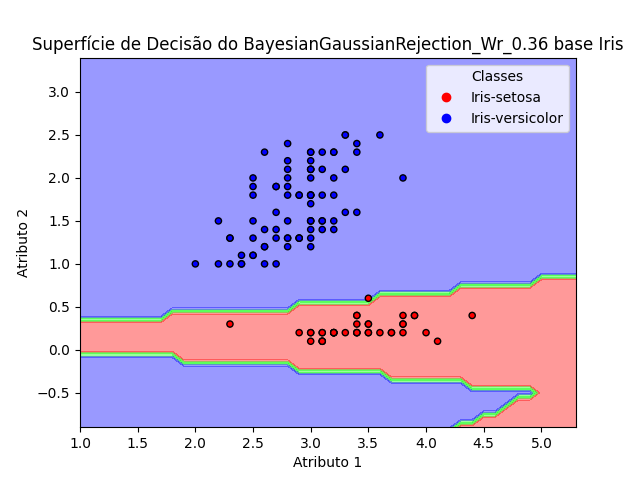 Superfície de Decisão do BayesianGaussianRejection_Wr_0.36 base Iris
Classes
Iris-setosa
Iris-versicolor
3.0
2.5
2.0
1.5
1.0
0.5
0.0
−0.5
Atributo 2
1.0 1.5 2.0 2.5 3.0 3.5 4.0 4.5 5.0
Atributo 1